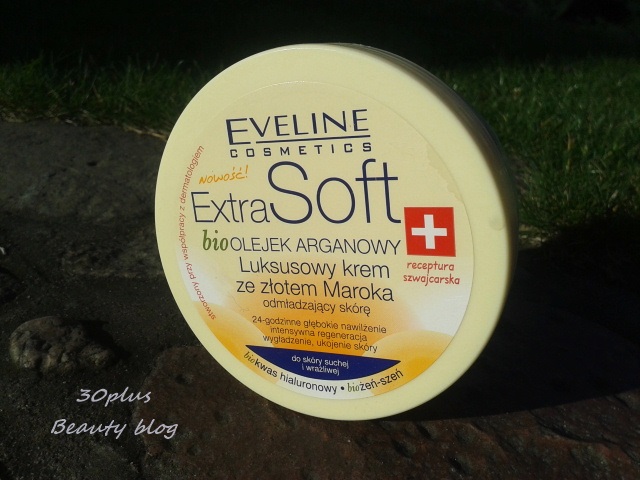 EVELINE
COSMETICS
NOWOŚĆ!
Extra Soft
bio OLEJEK ARGANOWY
Luksusowy krem
ze złotem Maroka
odmładzający skórę
receptura
szwajcarska
24-godzinne głębokie nawilżenie
intensywna regeneracja
wygładzenie, ukojenie skóry
do skóry suchej
i wrażliwej
bio kwas hialuronowy • bio żeń-szeń
stworzony przy współpracy z dermatologiem
30plus
Beauty blog